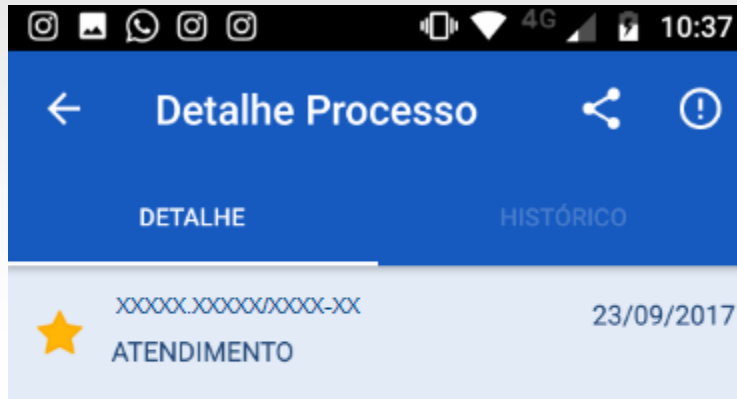 4G 10:37
Detalhe Processo
DETALHE HISTÓRICO
XXXXX.XXXXX/XXXX-XX 23/09/2017
ATENDIMENTO